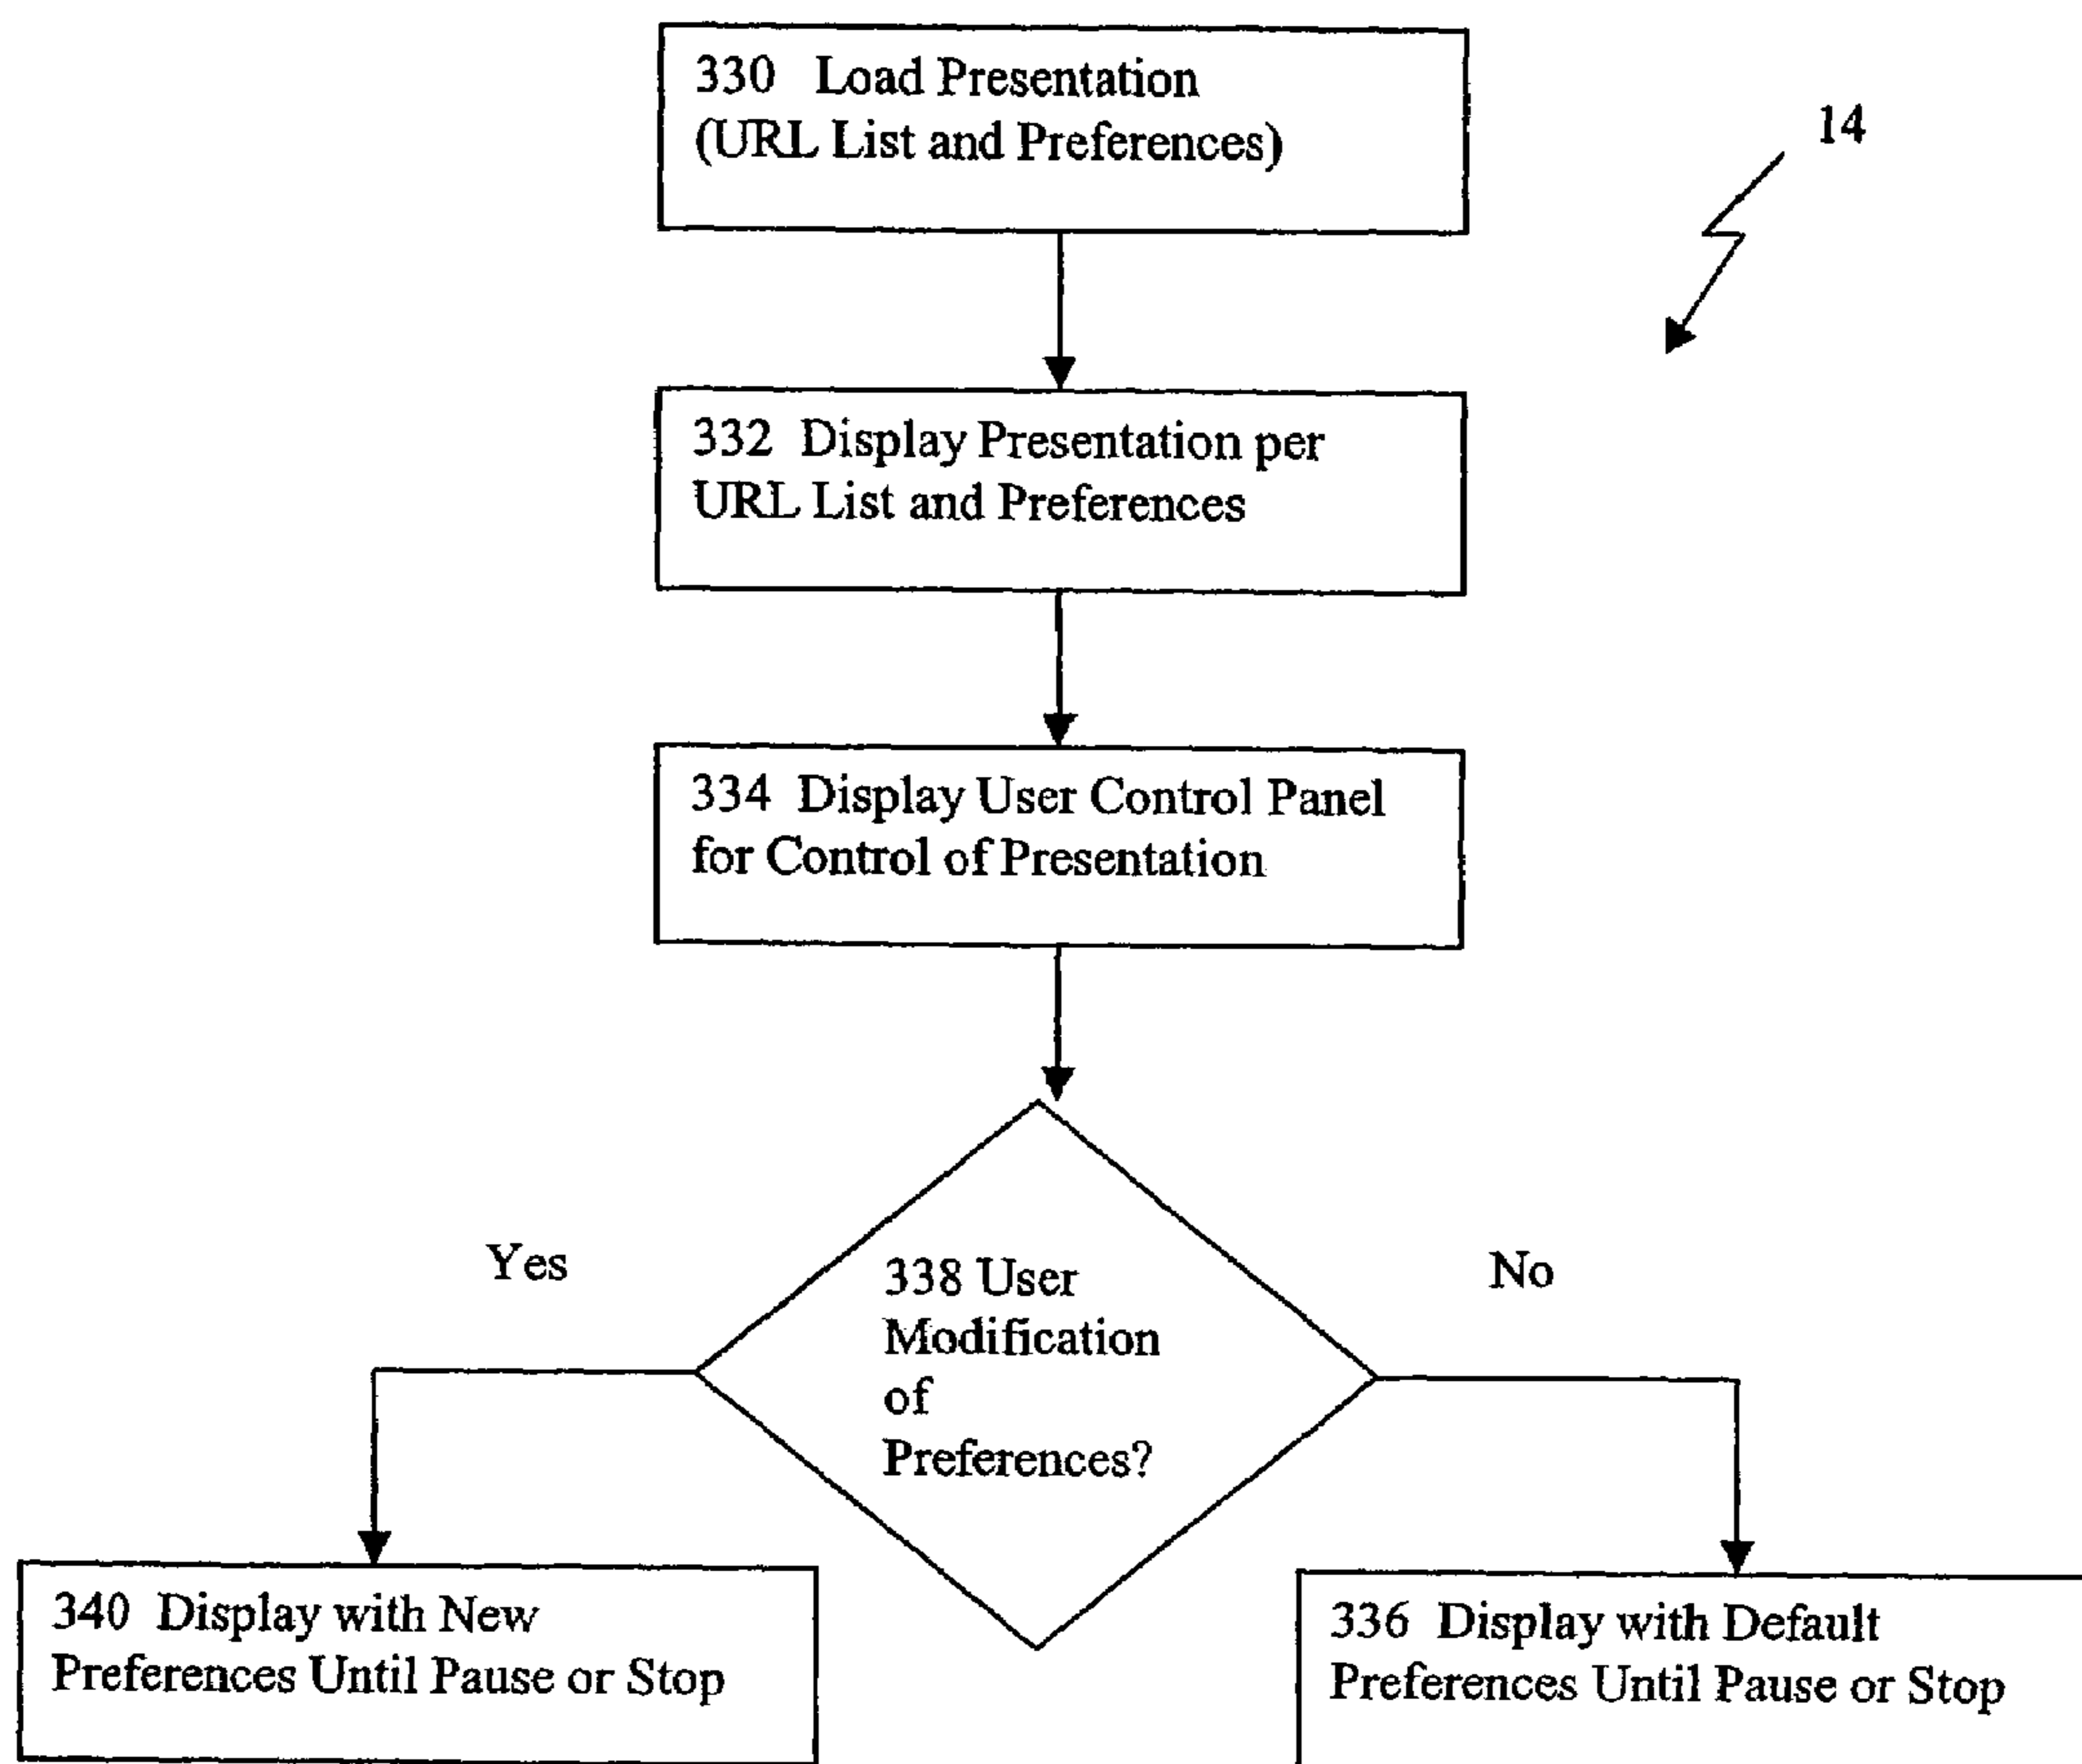 330 Load Presentation
(URL List and Preferences)
14
332 Display Presentation per
URL List and Preferences
334 Display User Control Panel
for Control of Presentation
Yes
338 User
Modification
of
Preferences?
No
340 Display with New
Preferences Until Pause or Stop
336 Display with Default
Preferences Until Pause or Stop